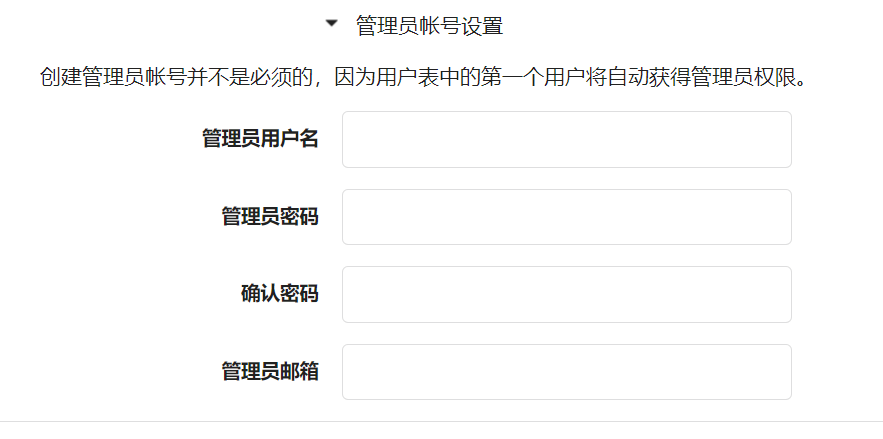 管理员帐号设置
创建管理员帐号并不是必须的，因为用户表中的第一个用户将自动获得管理员权限。
管理员用户名
管理员密码
确认密码
管理员邮箱